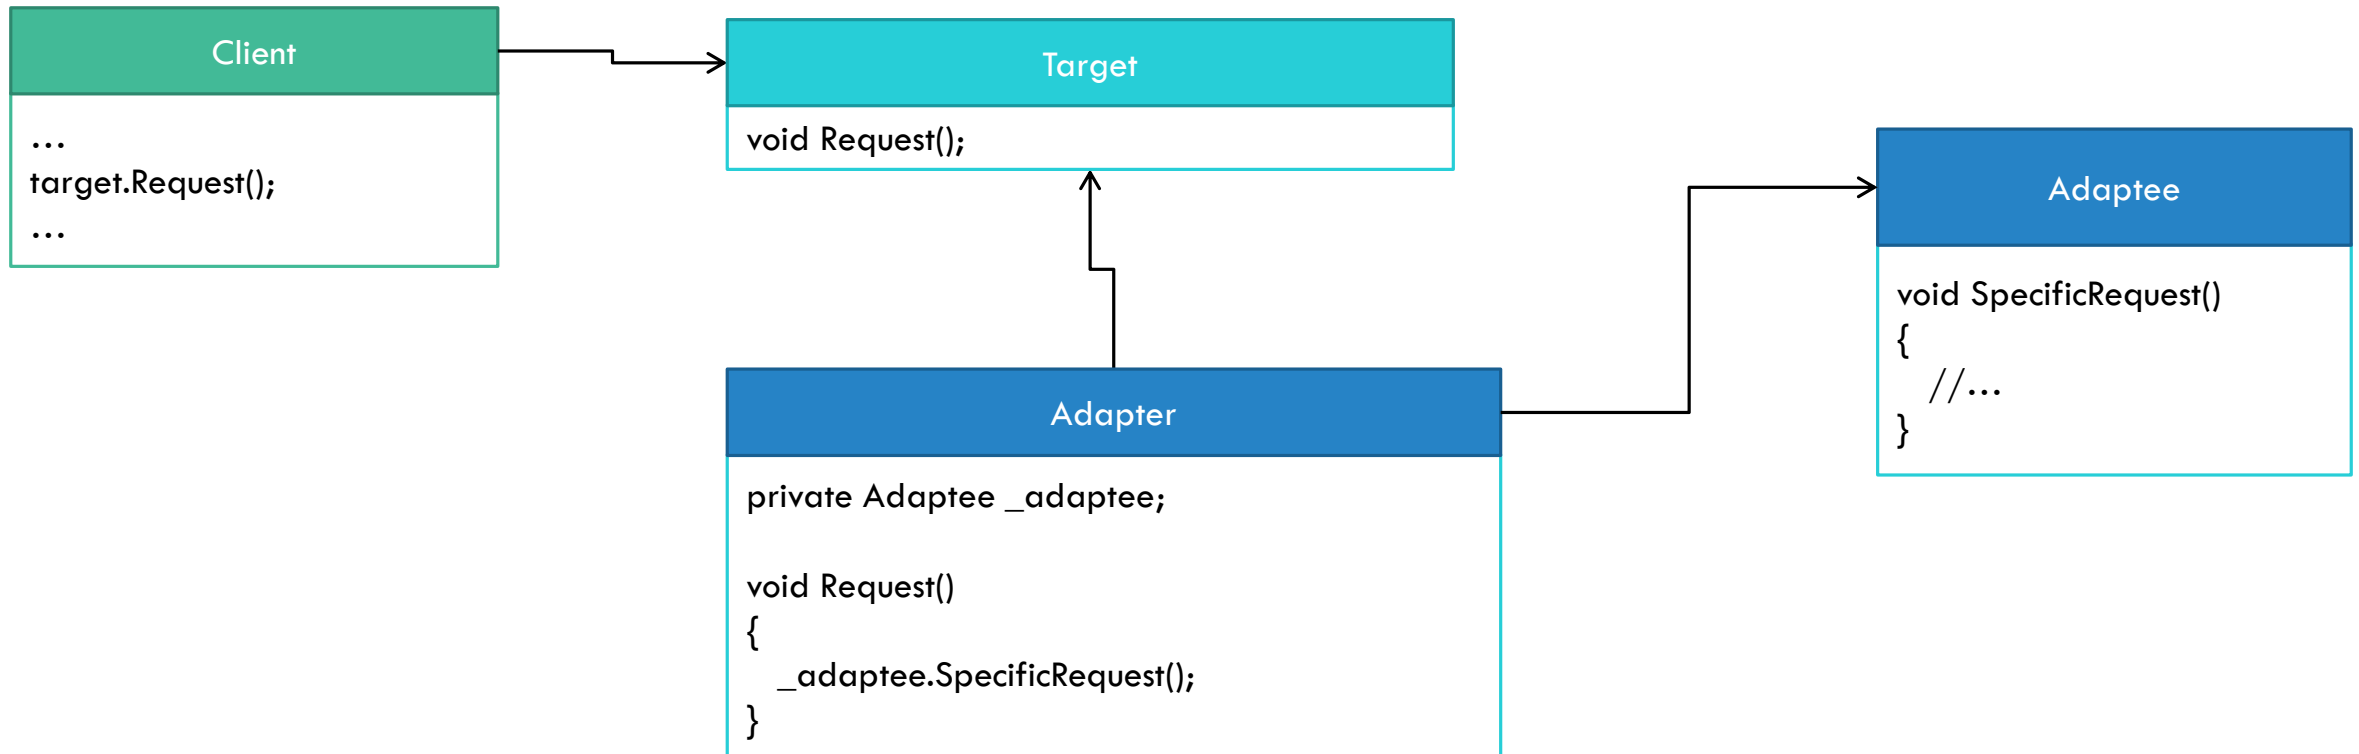 Client
…
target.Request();
…
Target
void Request();
Adapter
private Adaptee _adaptee;
void Request()
{
_adaptee.SpecificRequest();
}
Adaptee
void SpecificRequest()
{
//…
}